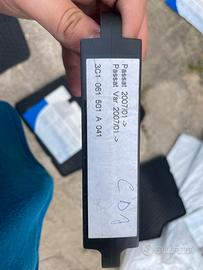 Passat 2007/01 >
Passat Var. 2007/01 >
3C1 061 501 A 041